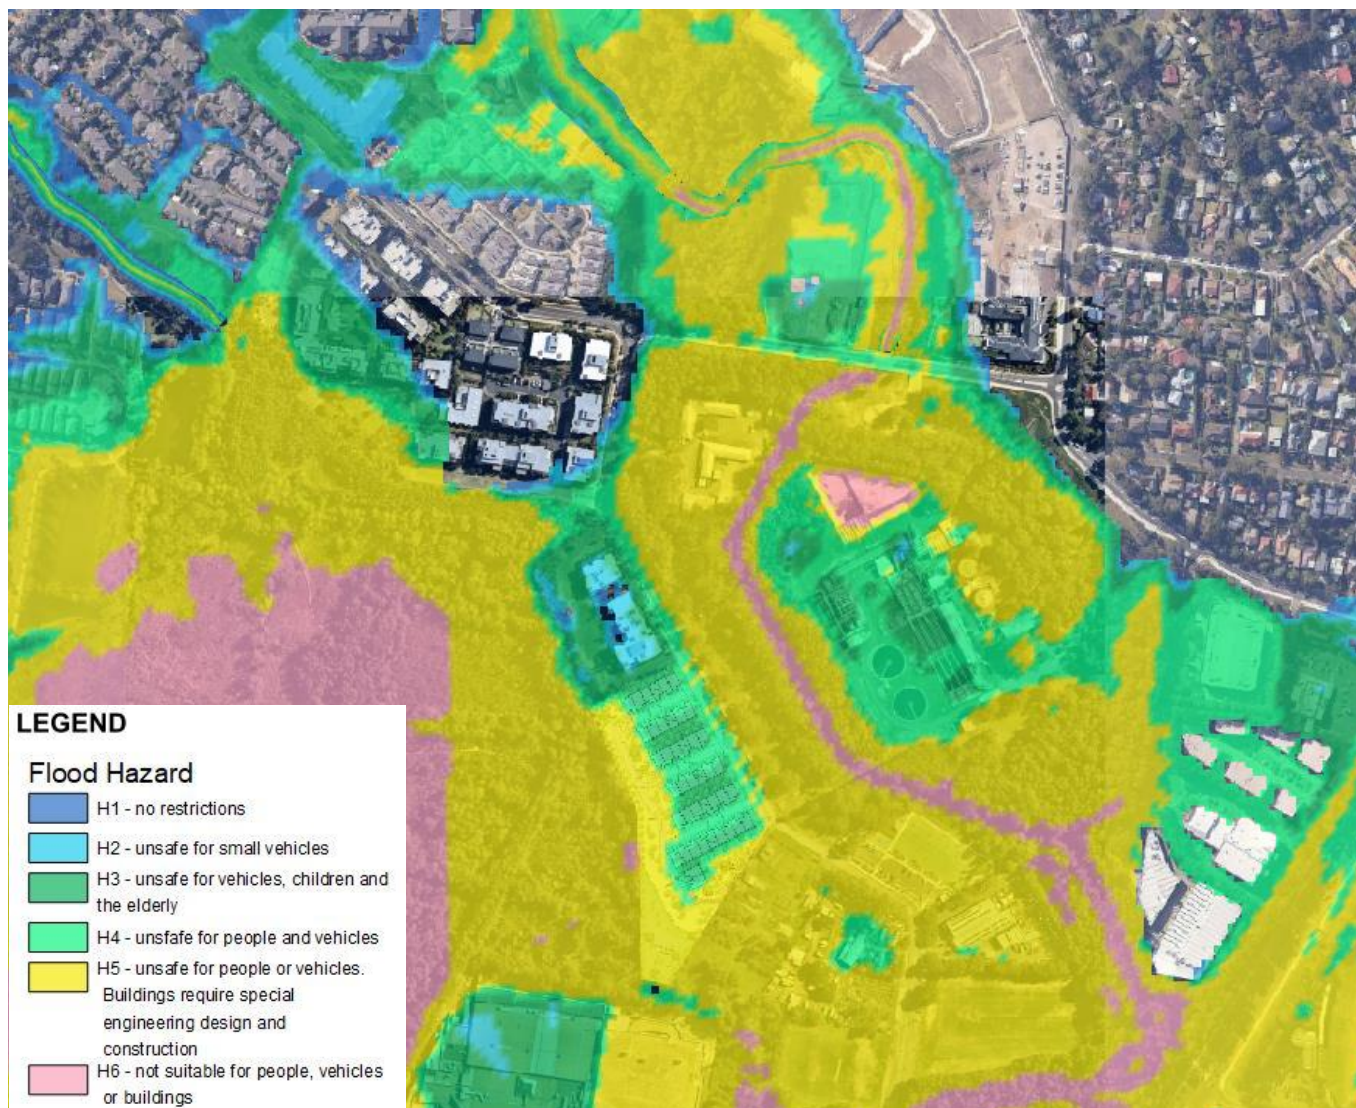 LEGEND
Flood Hazard
H1 - no restrictions
H2 - unsafe for small vehicles
H3 - unsafe for vehicles, children and
the elderly
H4 - unsfafe for people and vehicles
H5 - unsafe for people or vehicles.
Buildings require special
engineering design and
construction
H6 - not suitable for people, vehicles
or buildings